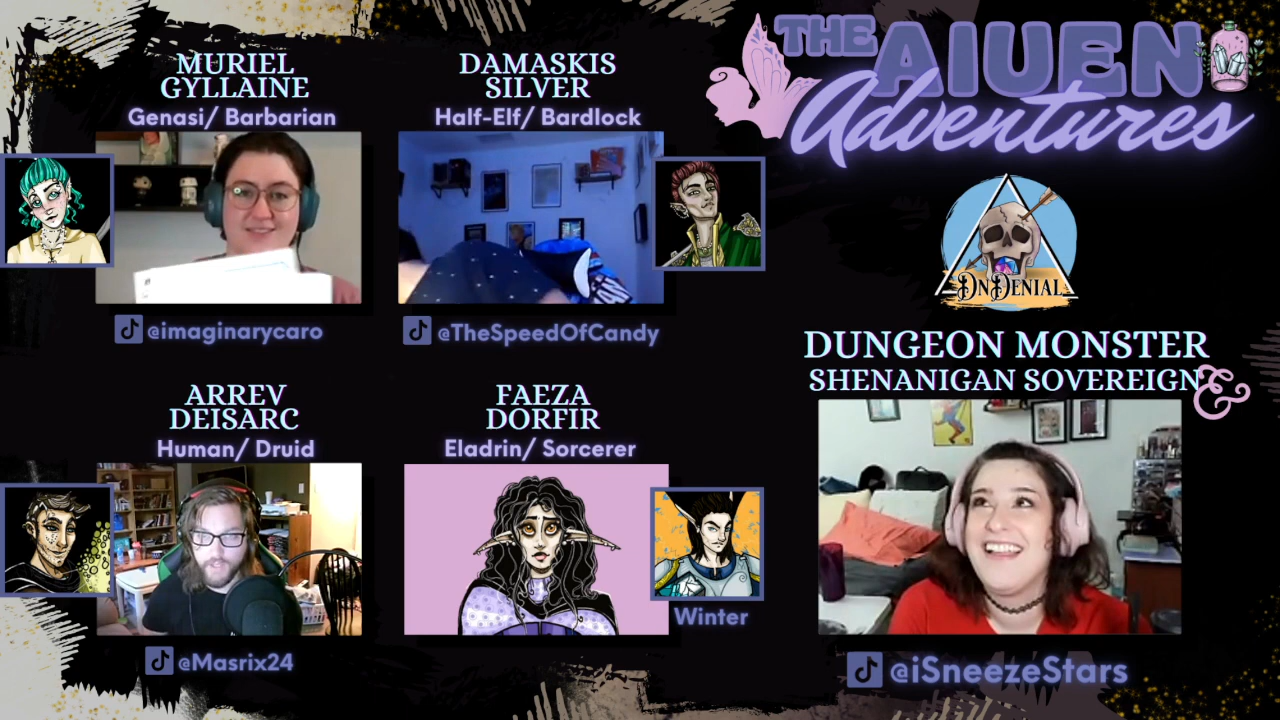 THE AIUEN
Adventures
MURIEL
GYLLAINE
Genasi/ Barbarian
@imaginarycaro
DAMASKIS
SILVER
Half-Elf/ Bardlock
@TheSpeedOfCandy
DNDENIAL
DUNGEON MONSTER
&
SHENANIGAN SOVEREIGN
@iSneezeStars
ARREV
DEISARC
Human/ Druid
@Masrix24
FAEZA
DORFIR
Eladrin/ Sorcerer
Winter